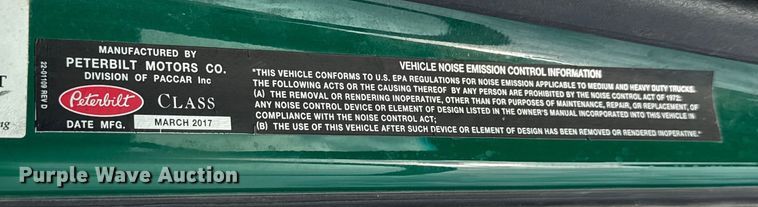 MANUFACTURED BY
PETERBILT MOTORS CO.
DIVISION OF PACCAR Inc
Peterbilt CLASS
DATE MFG. MARCH 2017
22-01109 REV D
VEHICLE NOISE EMISSION CONTROL INFORMATION
"THIS VEHICLE CONFORMS TO U.S. EPA REGULATIONS FOR NOISE EMISSION APPLICABLE TO MEDIUM AND HEAVY DUTY TRUCKS.
THE FOLLOWING ACTS OR THE CAUSING THEREOF BY ANY PERSON ARE PROHIBITED BY THE NOISE CONTROL ACT OF 1972:
(A) THE REMOVAL OR RENDERING INOPERATIVE, OTHER THAN FOR PURPOSES OF MAINTENANCE, REPAIR, OR REPLACEMENT, OF
ANY NOISE CONTROL DEVICE OR ELEMENT OF DESIGN LISTED IN THE OWNER'S MANUAL INCORPORATED INTO THIS VEHICLE IN
COMPLIANCE WITH THE NOISE CONTROL ACT;
(B) THE USE OF THIS VEHICLE AFTER SUCH DEVICE OR ELEMENT OF DESIGN HAS BEEN REMOVED OR RENDERED INOPERATIVE."
Purple Wave Auction